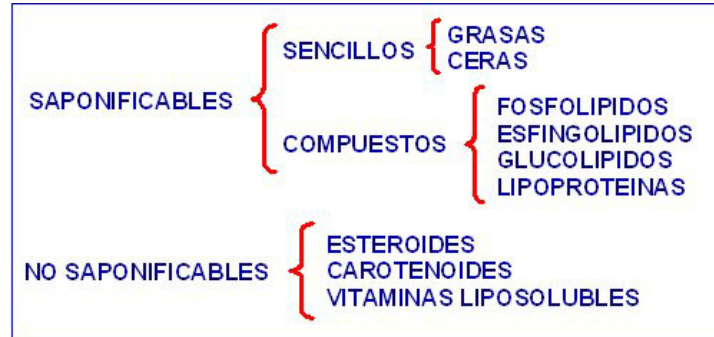 SAPONIFICABLES
SENCILLOS
GRASAS
CERAS
COMPUESTOS
FOSFOLIPIDOS
ESFINGOLIPIDOS
GLUCOLIPIDOS
LIPOPROTEINAS
NO SAPONIFICABLES
ESTEROIDES
CAROTENOIDES
VITAMINAS LIPOSOLUBLES